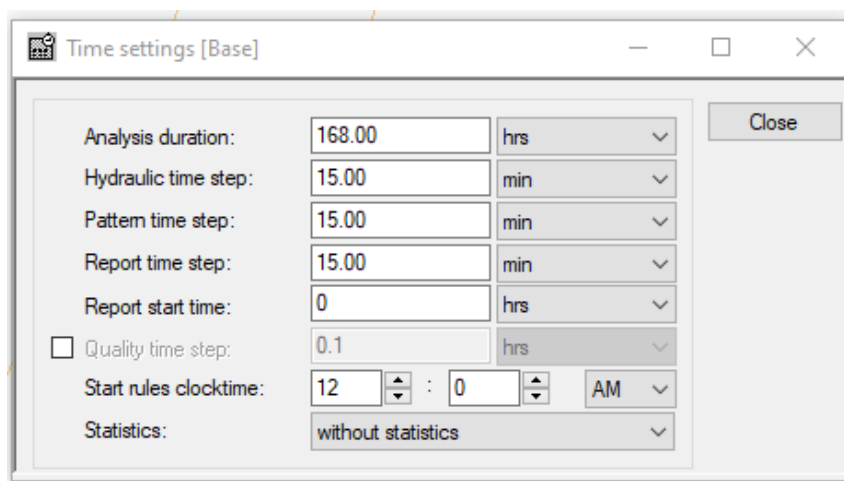 Time settings [Base]
Close
Analysis duration: 168.00 hrs
Hydraulic time step: 15.00 min
Pattern time step: 15.00 min
Report time step: 15.00 min
Report start time: 0 hrs
Quality time step: 0.1 hrs
Start rules clocktime: 12 : 0 AM
Statistics: without statistics